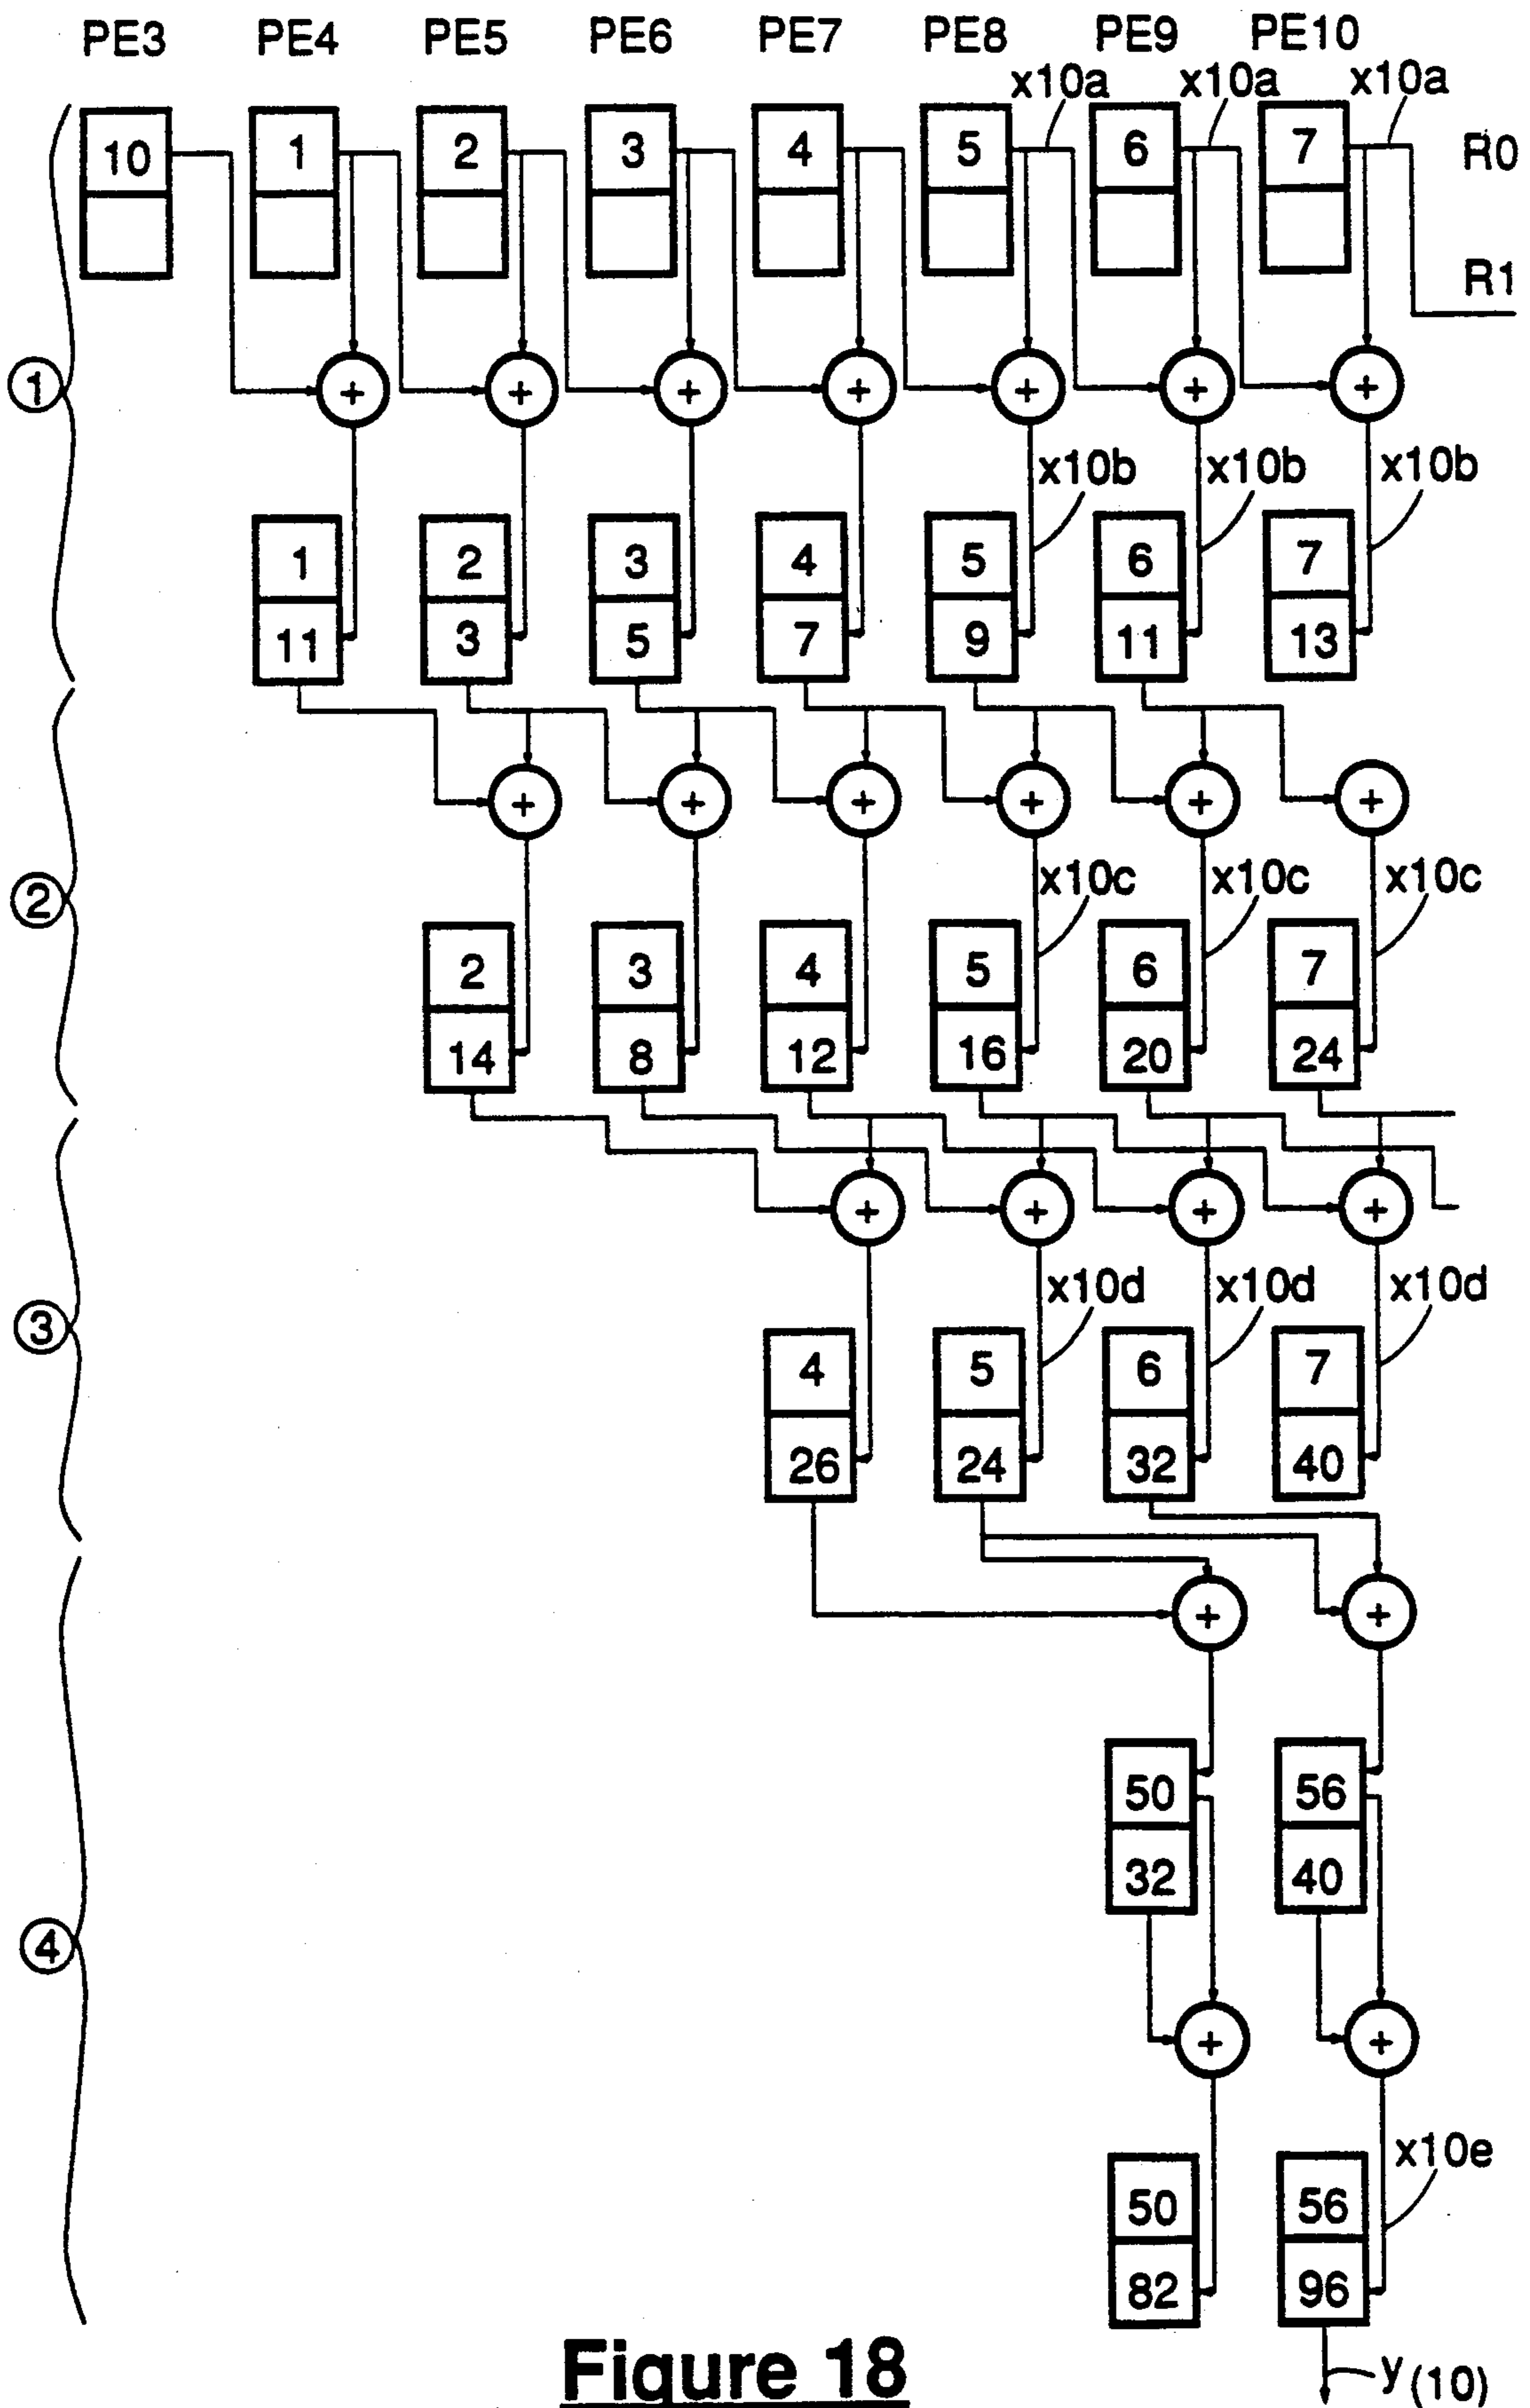 PE3 PE4 PE5 PE6 PE7 PE8 PE9 PE10
x10a x10a x10a
10 1 2 3 4 5 6 7 R0
R1
1 + + + + + + +
x10b x10b x10b
1 2 3 4 5 6 7
11 3 5 7 9 11 13
+ + + + + +
2 x10c x10c x10c
2 3 4 5 6 7
14 8 12 16 20 24
+ + + +
x10d x10d x10d
3
4 5 6 7
26 24 32 40
+ +
50 56
32 40
4
+ +
x10e
50 56
82 96
Figure 18
y(10)